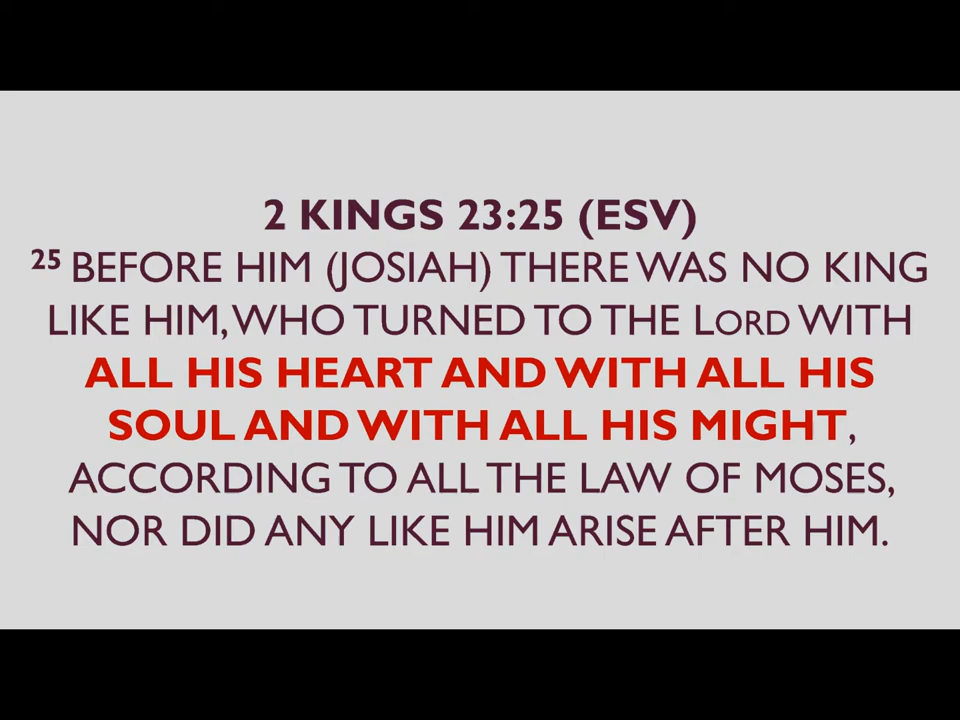 2 KINGS 23:25 (ESV)
25 BEFORE HIM (JOSIAH) THERE WAS NO KING
LIKE HIM, WHO TURNED TO THE LORD WITH
ALL HIS HEART AND WITH ALL HIS
SOUL AND WITH ALL HIS MIGHT,
ACCORDING TO ALL THE LAW OF MOSES,
NOR DID ANY LIKE HIM ARISE AFTER HIM.